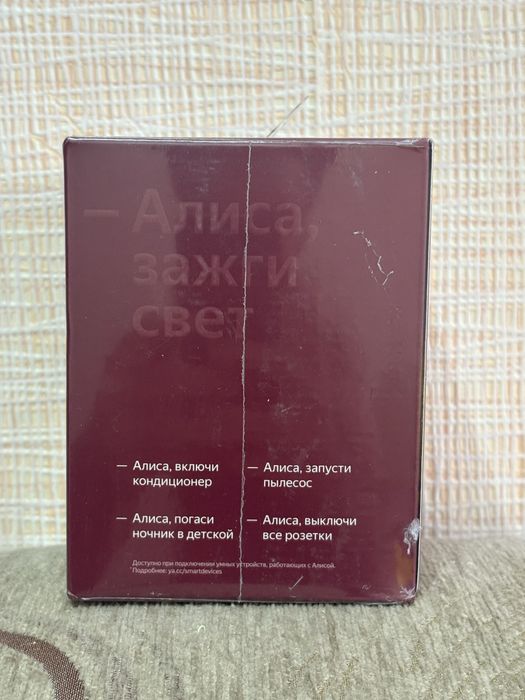 — Алиса,
зажги
свет
— Алиса, включи
кондиционер
— Алиса, запусти
пылесос
— Алиса, погаси
ночник в детской
— Алиса, выключи
все розетки
Доступно при подключении умных устройств, работающих с Алисой.
Подробнее: ya.cc/smartdevices